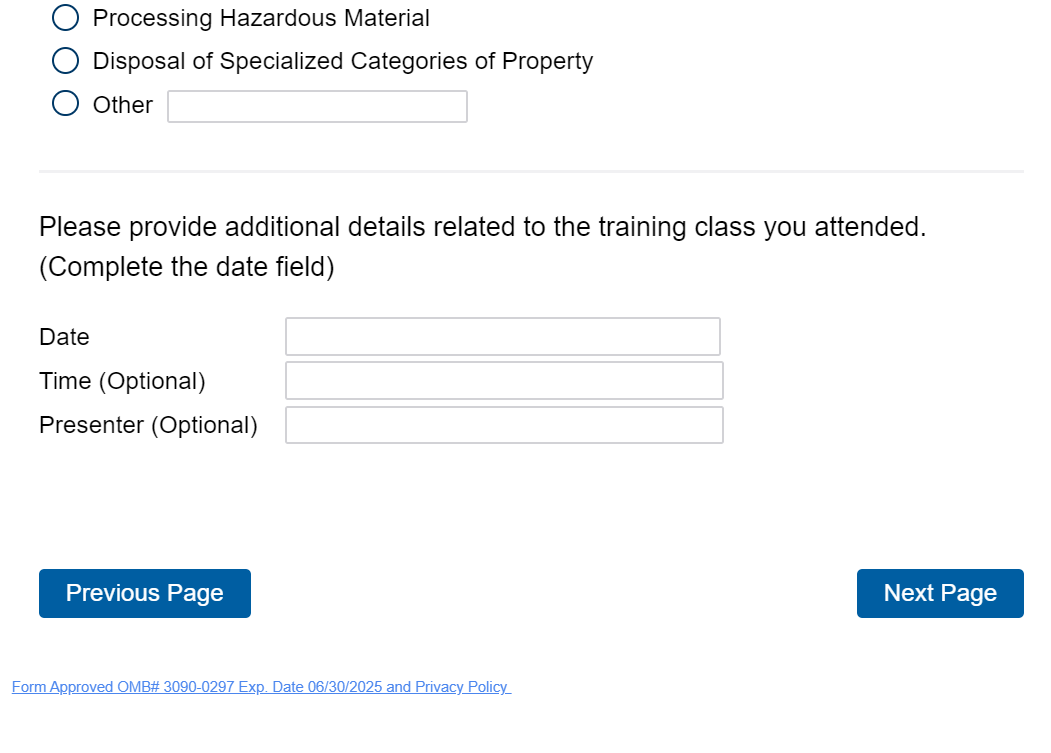 Processing Hazardous Material
Disposal of Specialized Categories of Property
Other
Please provide additional details related to the training class you attended.
(Complete the date field)
Date
Time (Optional)
Presenter (Optional)
Previous Page
Next Page
Form Approved OMB# 3090-0297 Exp. Date 06/30/2025 and Privacy Policy